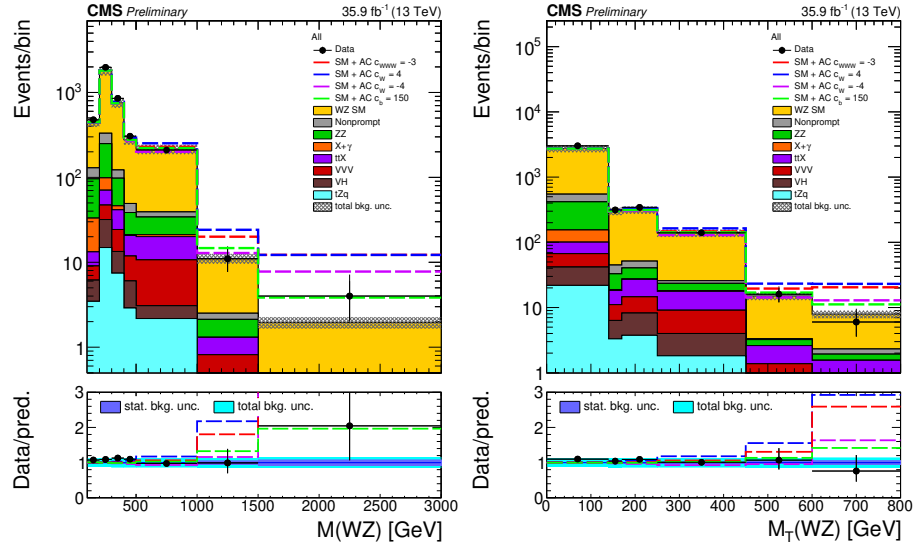 CMS Preliminary 35.9 fb⁻¹ (13 TeV)
Events/bin
10³
10²
10
1
All
Data
SM + AC c_WWW = -3
SM + AC c_W = 4
SM + AC c_W = -4
SM + AC c_b = 150
WZ SM
Nonprompt
ZZ
X+γ
ttX
VVV
VH
tZq
total bkg. unc.
Data/pred.
3
2
1
0
stat. bkg. unc. total bkg. unc.
500 1000 1500 2000 2500 3000
M(WZ) [GeV]
CMS Preliminary 35.9 fb⁻¹ (13 TeV)
Events/bin
10⁵
10⁴
10³
10²
10
1
All
Data
SM + AC c_WWW = -3
SM + AC c_W = 4
SM + AC c_W = -4
SM + AC c_b = 150
WZ SM
Nonprompt
ZZ
X+γ
ttX
VVV
VH
tZq
total bkg. unc.
Data/pred.
3
2
1
0
stat. bkg. unc. total bkg. unc.
0 100 200 300 400 500 600 700 800
M_T(WZ) [GeV]